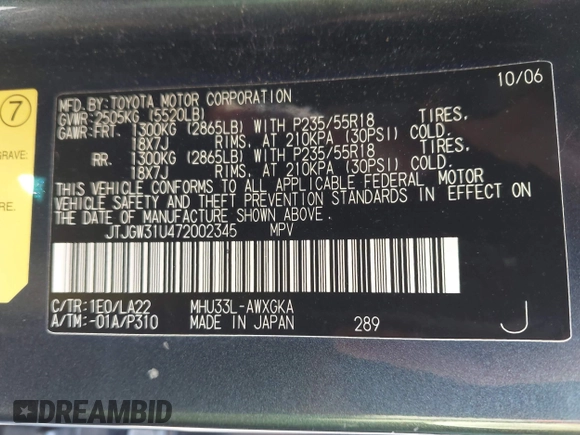 10/06
MFD.BY:TOYOTA MOTOR CORPORATION
GVWR:2505KG (5520LB)
GAWR:FRT. 1300KG (2865LB) WITH P235/55R18 TIRES,
18X7J RIMS, AT 210KPA (30PSI) COLD.
RR. 1300KG (2865LB) WITH P235/55R18 TIRES,
18X7J RIMS, AT 210KPA (30PSI) COLD.
THIS VEHICLE CONFORMS TO ALL APPLICABLE FEDERAL MOTOR
VEHICLE SAFETY AND THEFT PREVENTION STANDARDS IN EFFECT ON
THE DATE OF MANUFACTURE SHOWN ABOVE.
JTJGW31U472002345 MPV
C/TR:1E0/LA22 MHU33L-AWXGKA
A/TM:-01A/P310 MADE IN JAPAN 289 J
7
GRAVE.
RE.
DREAMBID